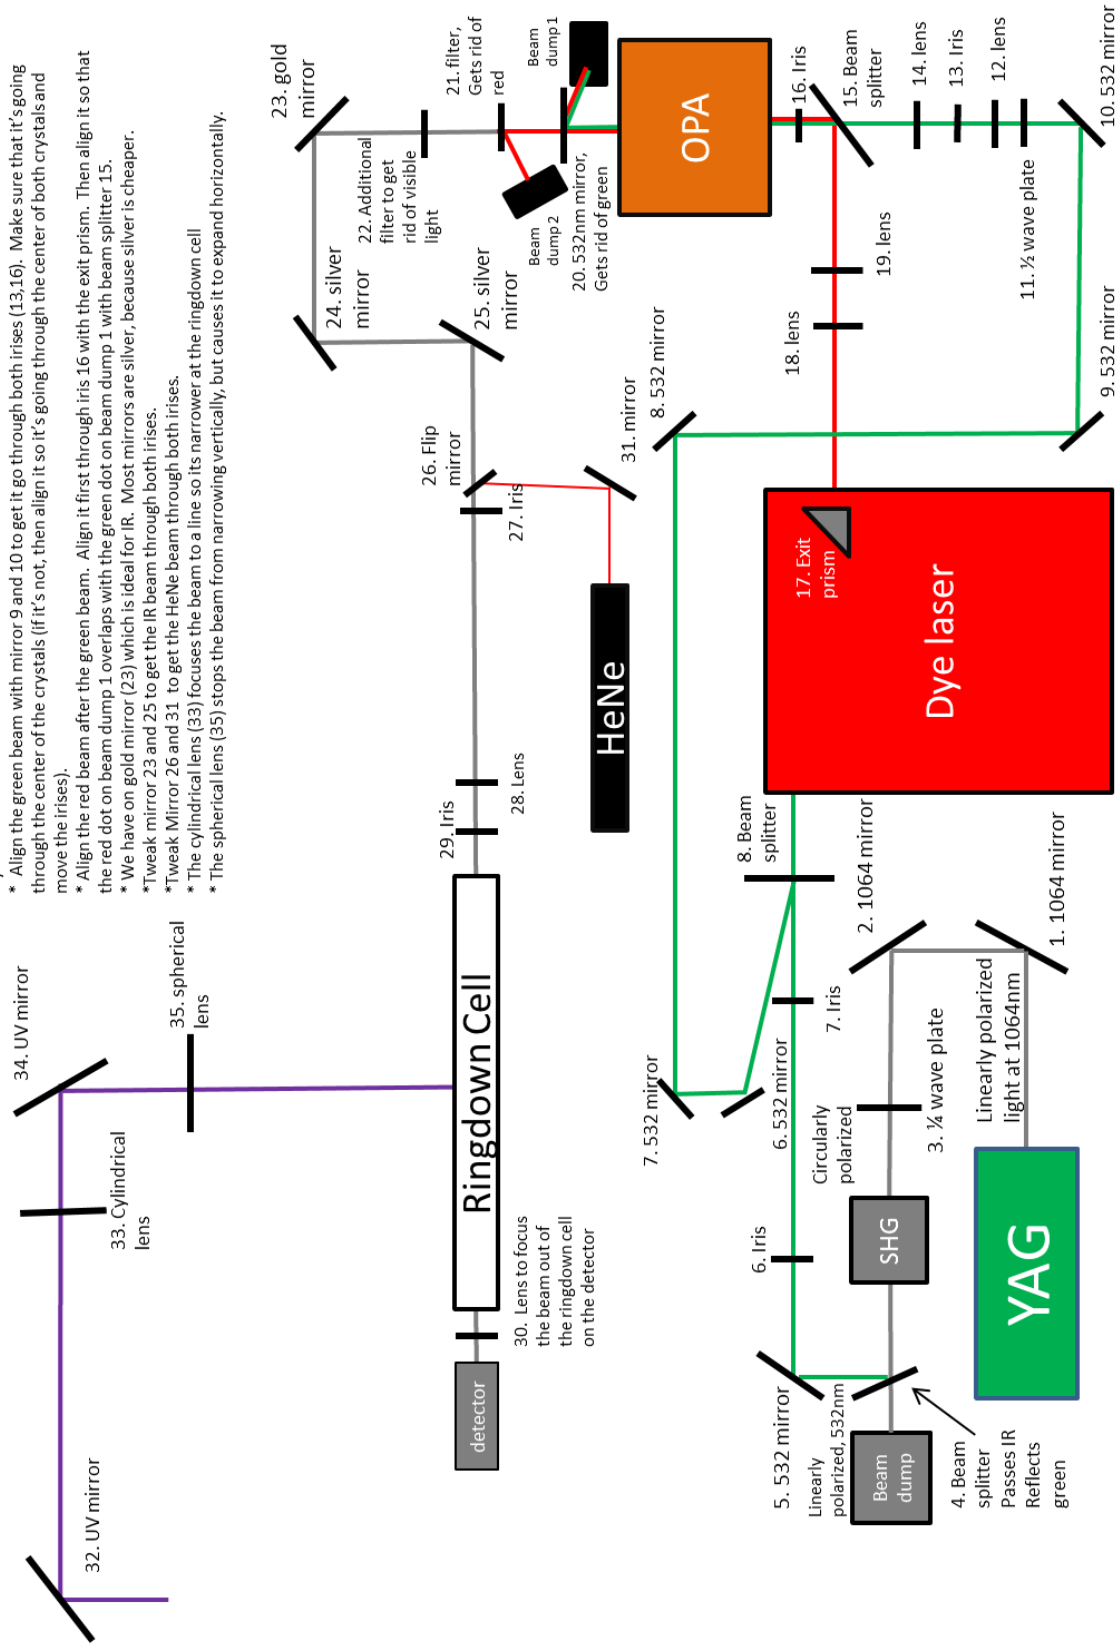 * Align the green beam with mirror 9 and 10 to get it go through both irises (13,16). Make sure that it's going
through the center of the crystals (if it's not, then align it so it's going through the center of both crystals and
move the irises).
* Align the red beam after the green beam. Align it first through iris 16 with the exit prism. Then align it so that
the red dot on beam dump 1 overlaps with the green dot on beam dump 1 with beam splitter 15.
* We have on gold mirror (23) which is ideal for IR. Most mirrors are silver, because silver is cheaper.
*Tweak mirror 23 and 25 to get the IR beam through both irises.
*Tweak Mirror 26 and 31 to get the HeNe beam through both irises.
* The cylindrical lens (33) focuses the beam to a line so its narrower at the ringdown cell
* The spherical lens (35) stops the beam from narrowing vertically, but causes it to expand horizontally.
32. UV mirror
33. Cylindrical
lens
34. UV mirror
35. spherical
lens
23. gold
mirror
24. silver
mirror
22. Additional
filter to get
rid of visible
light
21. filter,
Gets rid of
red
Beam
dump1
Beam
dump2
20. 532nm mirror,
Gets rid of green
25. silver
mirror
26. Flip
mirror
27. Iris
28. Lens
29. Iris
Ringdown Cell
30. Lens to focus
the beam out of
the ringdown cell
on the detector
detector
HeNe
31. mirror
OPA
16. Iris
15. Beam
splitter
14. lens
13. Iris
12. lens
11. ½ wave plate
10. 532 mirror
9. 532 mirror
8. 532 mirror
19. lens
18. lens
17. Exit
prism
Dye laser
8. Beam
splitter
7. 532 mirror
6. 532 mirror
7. Iris
6. Iris
5. 532 mirror
Linearly
polarized, 532nm
Beam
dump
4. Beam
splitter
Passes IR
Reflects
green
SHG
Circularly
polarized
3. ¼ wave plate
2. 1064 mirror
1. 1064 mirror
Linearly polarized
light at 1064nm
YAG